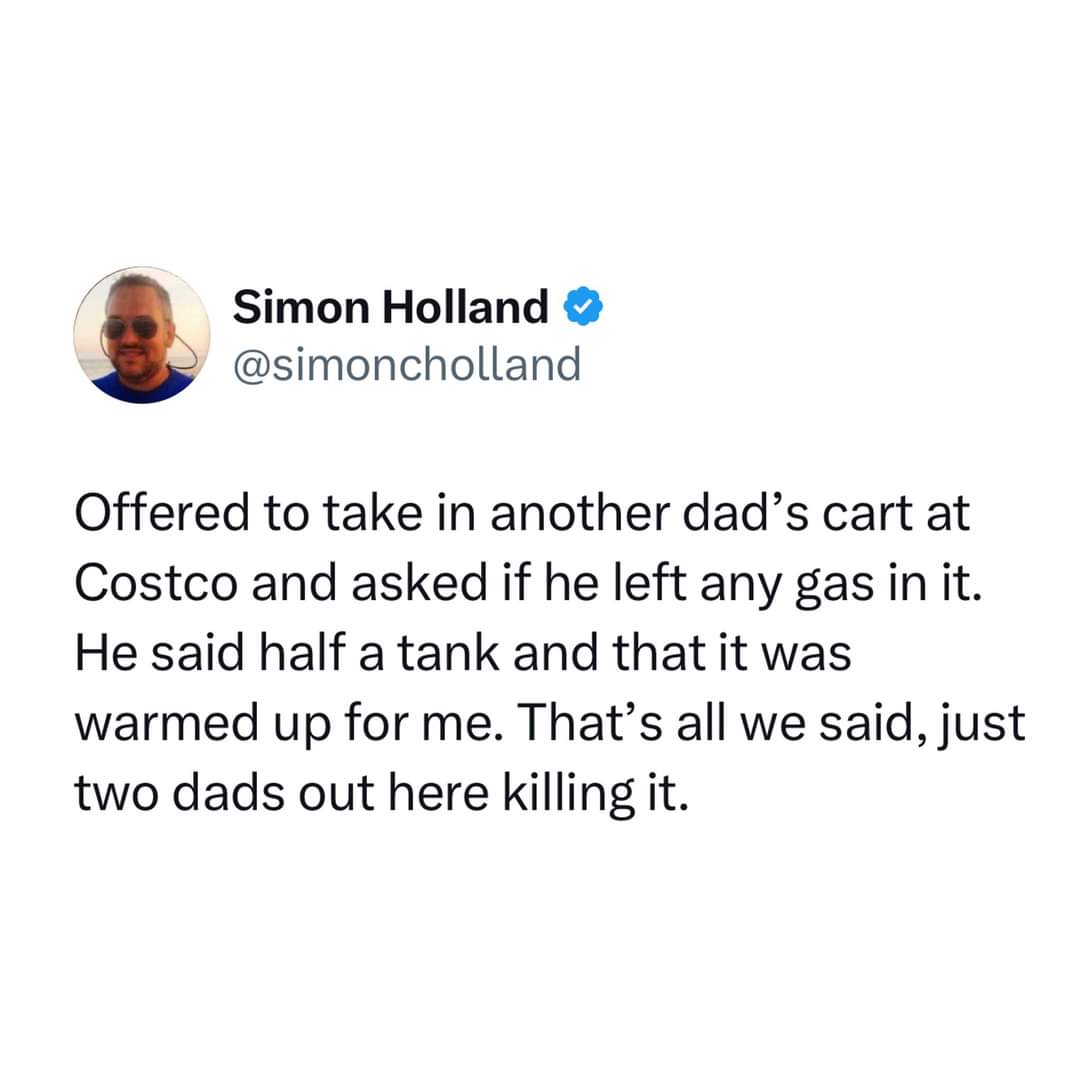 Simon Holland
@simoncholland
Offered to take in another dad’s cart at
Costco and asked if he left any gas in it.
He said half a tank and that it was
warmed up for me. That’s all we said, just
two dads out here killing it.